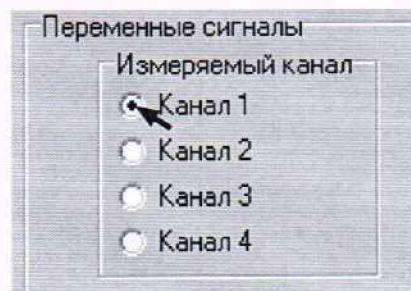 Переменные сигналы
Измеряемый канал
Канал 1
Канал 2
Канал 3
Канал 4